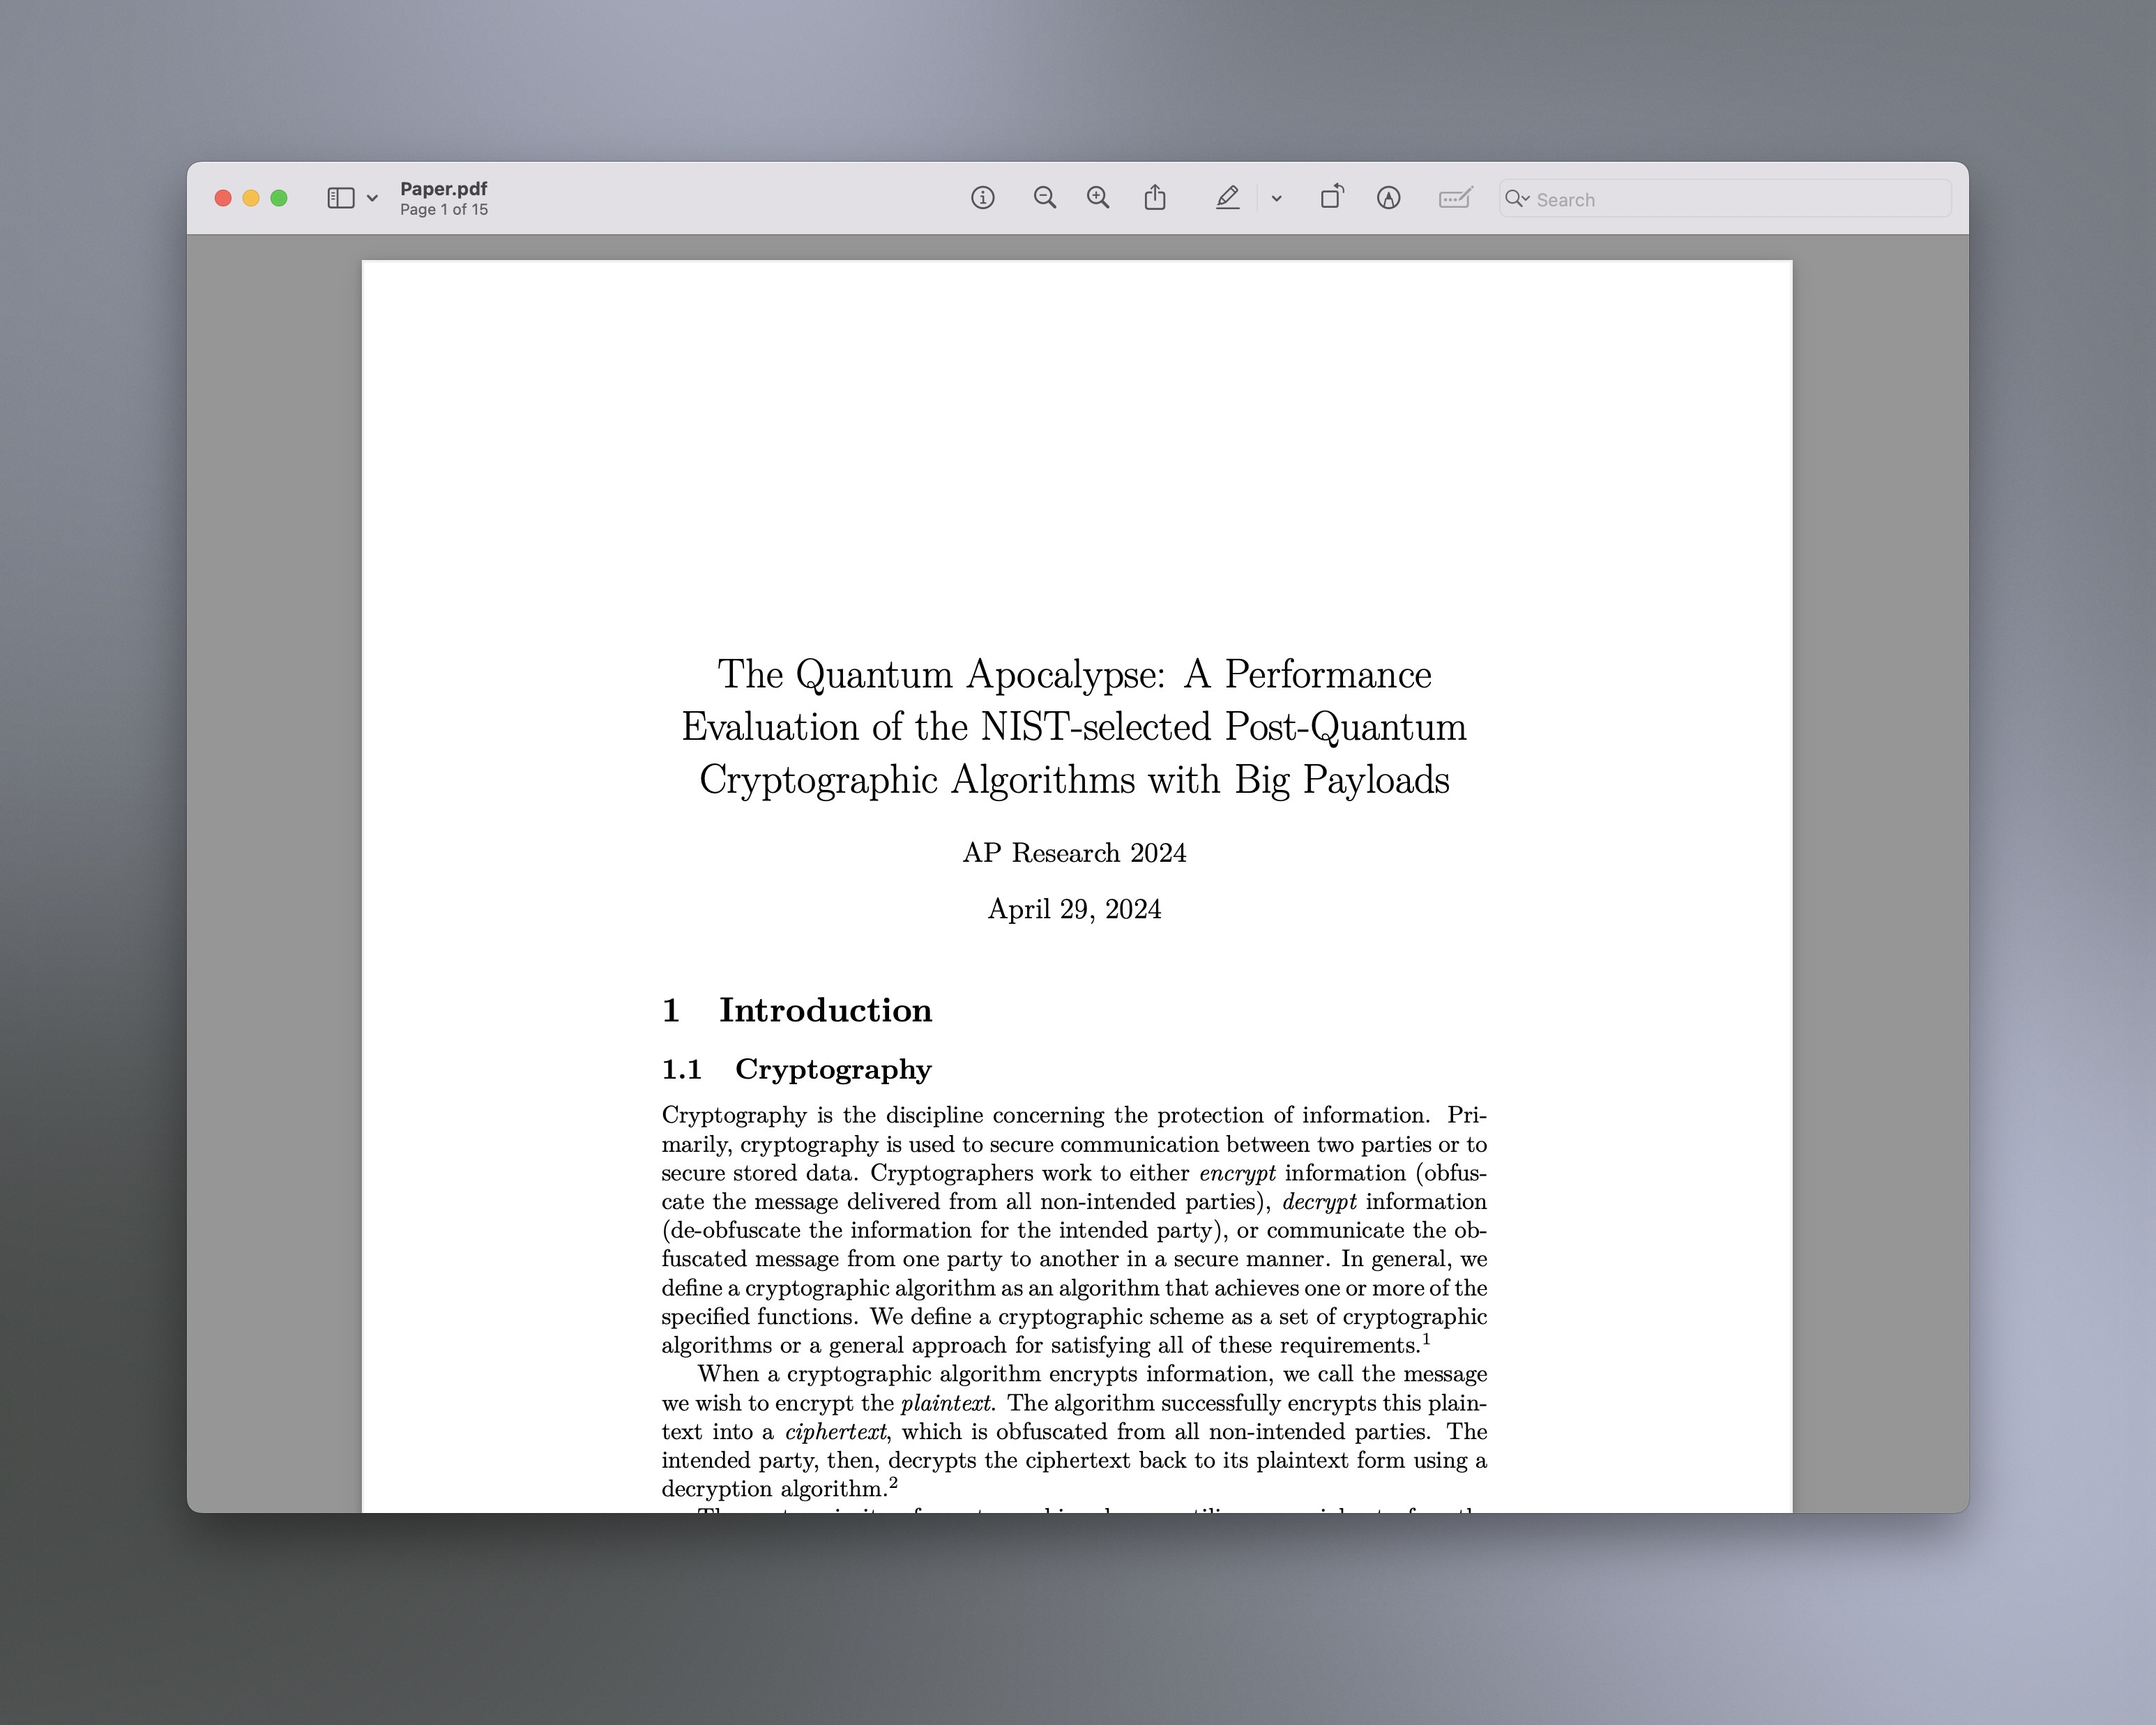 Paper.pdf
Page 1 of 15
Search
The Quantum Apocalypse: A Performance
Evaluation of the NIST-selected Post-Quantum
Cryptographic Algorithms with Big Payloads
AP Research 2024
April 29, 2024
1 Introduction
1.1 Cryptography
Cryptography is the discipline concerning the protection of information. Pri-
marily, cryptography is used to secure communication between two parties or to
secure stored data. Cryptographers work to either encrypt information (obfus-
cate the message delivered from all non-intended parties), decrypt information
(de-obfuscate the information for the intended party), or communicate the ob-
fuscated message from one party to another in a secure manner. In general, we
define a cryptographic algorithm as an algorithm that achieves one or more of the
specified functions. We define a cryptographic scheme as a set of cryptographic
algorithms or a general approach for satisfying all of these requirements.1
When a cryptographic algorithm encrypts information, we call the message
we wish to encrypt the plaintext. The algorithm successfully encrypts this plain-
text into a ciphertext, which is obfuscated from all non-intended parties. The
intended party, then, decrypts the ciphertext back to its plaintext form using a
decryption algorithm.2